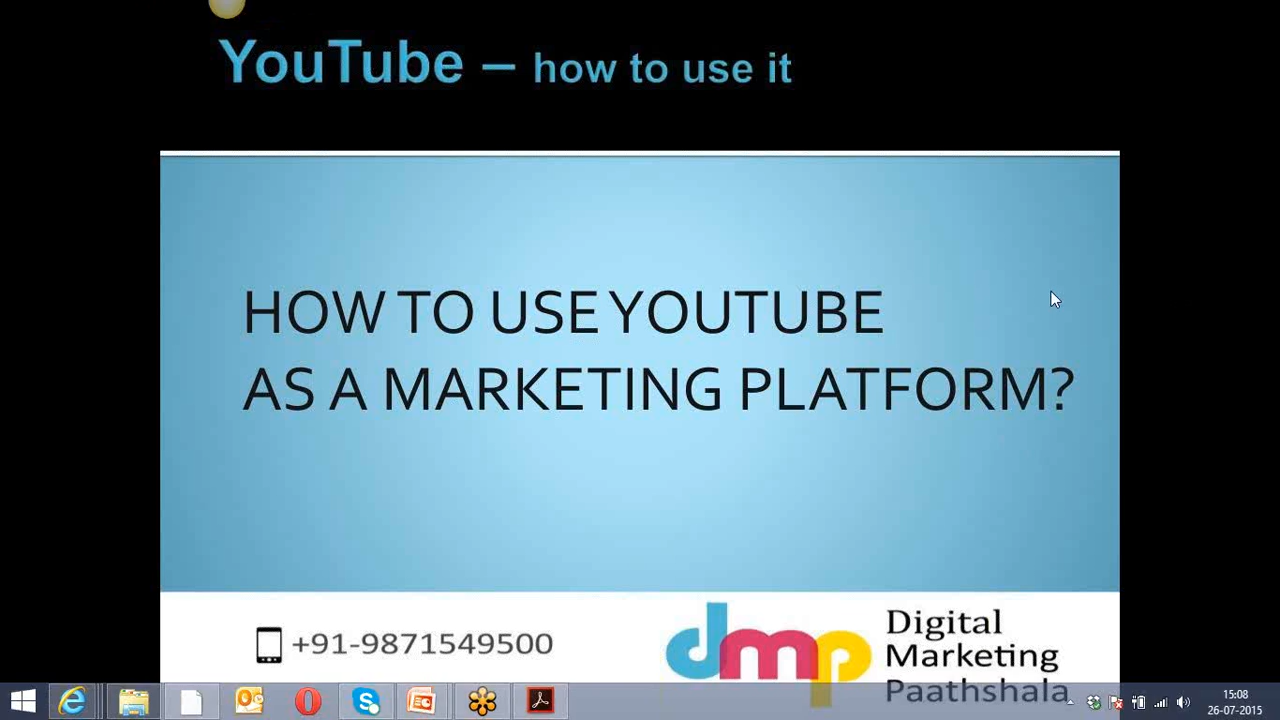 YouTube – how to use it
HOW TO USE YOUTUBE
AS A MARKETING PLATFORM?
+91-9871549500
dmp
Digital
Marketing
Paathshala
15:08
26-07-2015